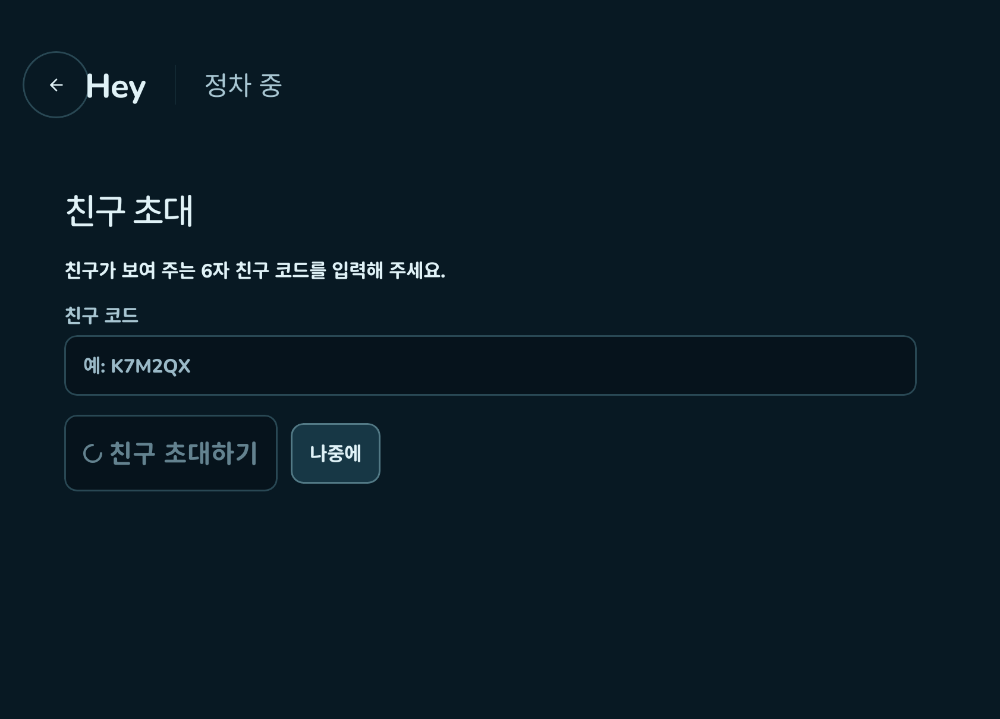 Hey 정차 중
친구 초대
친구가 보여 주는 6자 친구 코드를 입력해 주세요.
친구 코드
예: K7M2QX
친구 초대하기 나중에